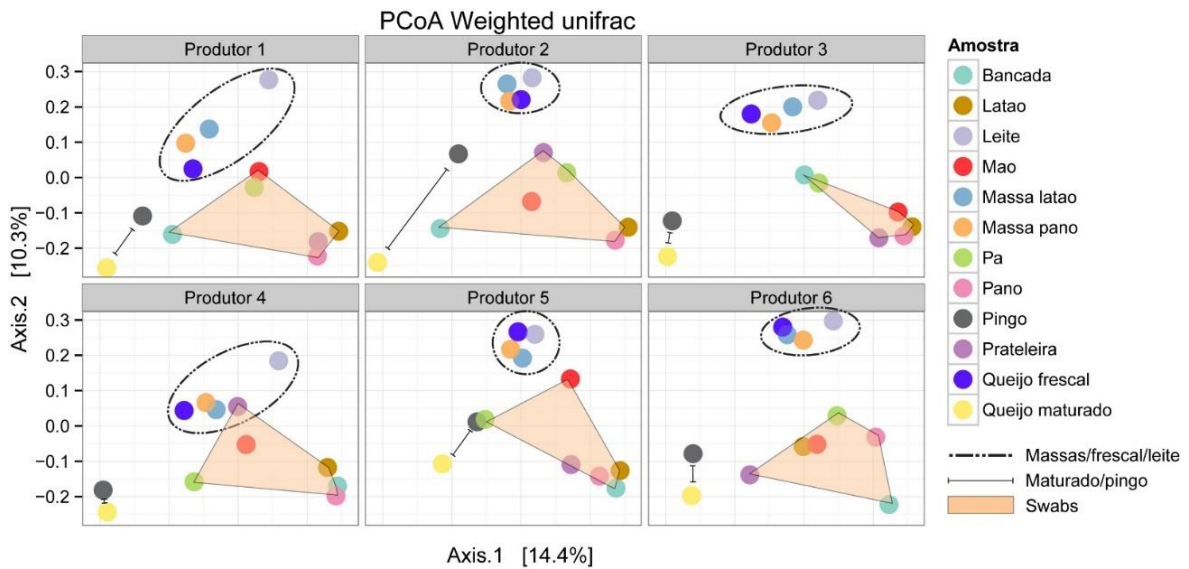 PCoA Weighted unifrac
Produtor 1
Produtor 2
Produtor 3
0.3
0.2
0.1
0.0
−0.1
−0.2
Produtor 4
Produtor 5
Produtor 6
0.3
0.2
0.1
0.0
−0.1
−0.2
Axis.2 [10.3%]
Axis.1 [14.4%]
Amostra
Bancada
Latao
Leite
Mao
Massa latao
Massa pano
Pa
Pano
Pingo
Prateleira
Queijo frescal
Queijo maturado
Massas/frescal/leite
Maturado/pingo
Swabs